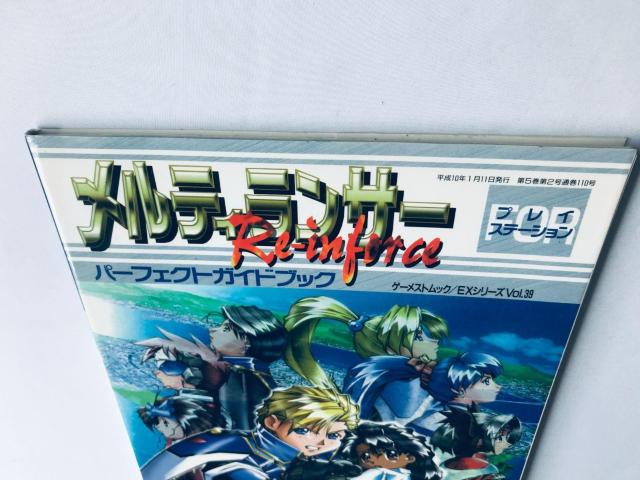 平成10年1月11日発行 第5巻第2号通巻110号
メルティランサー
Re-inforce
FOR
プレイ
ステーション
パーフェクトガイドブック
ゲーメストムック/EXシリーズVol.39